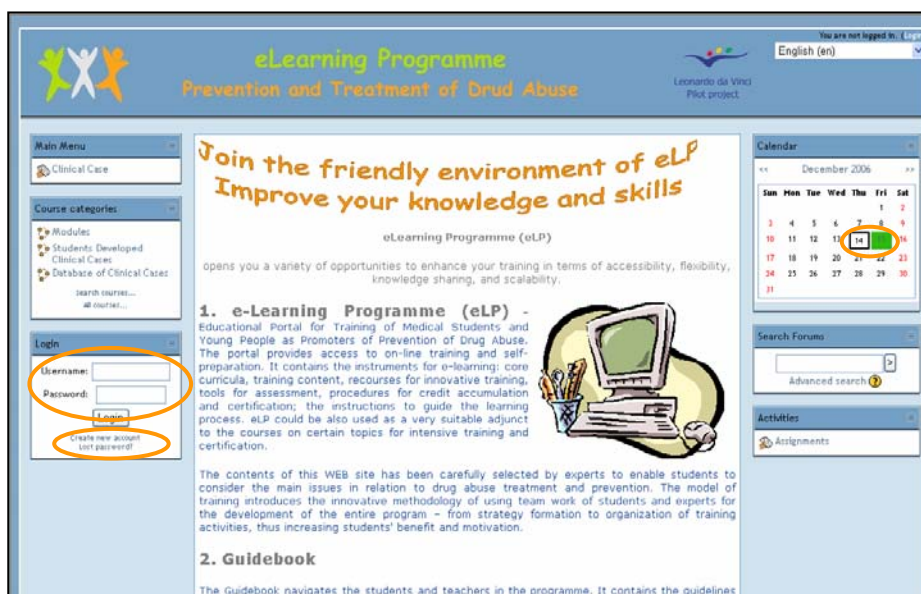 You are not logged in. (Login
English (en)
eLearning Programme
Prevention and Treatment of Drud Abuse
Leonardo da Vinci
Pilot project
Main Menu
Clinical Case
Course categories
Modules
Students Developed
Clinical Cases
Database of Clinical Cases
Search courses...
All courses...
Login
Username:
Password:
Login
Create new account
Lost password?
Join the friendly environment of eLP
Improve your knowledge and skills
eLearning Programme (eLP)
opens you a variety of opportunities to enhance your training in terms of accessibility, flexibility,
knowledge sharing, and scalability.
1. e-Learning Programme (eLP) -
Educational Portal for Training of Medical Students and
Young People as Promoters of Prevention of Drug Abuse.
The portal provides access to on-line training and self-
preparation. It contains the instruments for e-learning: core
curricula, training content, recourses for innovative training,
tools for assessment, procedures for credit accumulation
and certification; the instructions to guide the learning
process. eLP could be also used as a very suitable adjunct
to the courses on certain topics for intensive training and
certification.
The contents of this WEB site has been carefully selected by experts to enable students to
consider the main issues in relation to drug abuse treatment and prevention. The model of
training introduces the innovative methodology of using team work of students and experts for
the development of the entire program – from strategy formation to organization of training
activities, thus increasing students' benefit and motivation.
2. Guidebook
The Guidebook navigates the students and teachers in the programme. It contains the guidelines
Calendar
<< December 2006 >>
Sun Mon Tue Wed Thu Fri Sat
1 2
3 4 5 6 7 8 9
10 11 12 13 14 15 16
17 18 19 20 21 22 23
24 25 26 27 28 29 30
31
Search Forums
>
Advanced search ?
Activities
Assignments